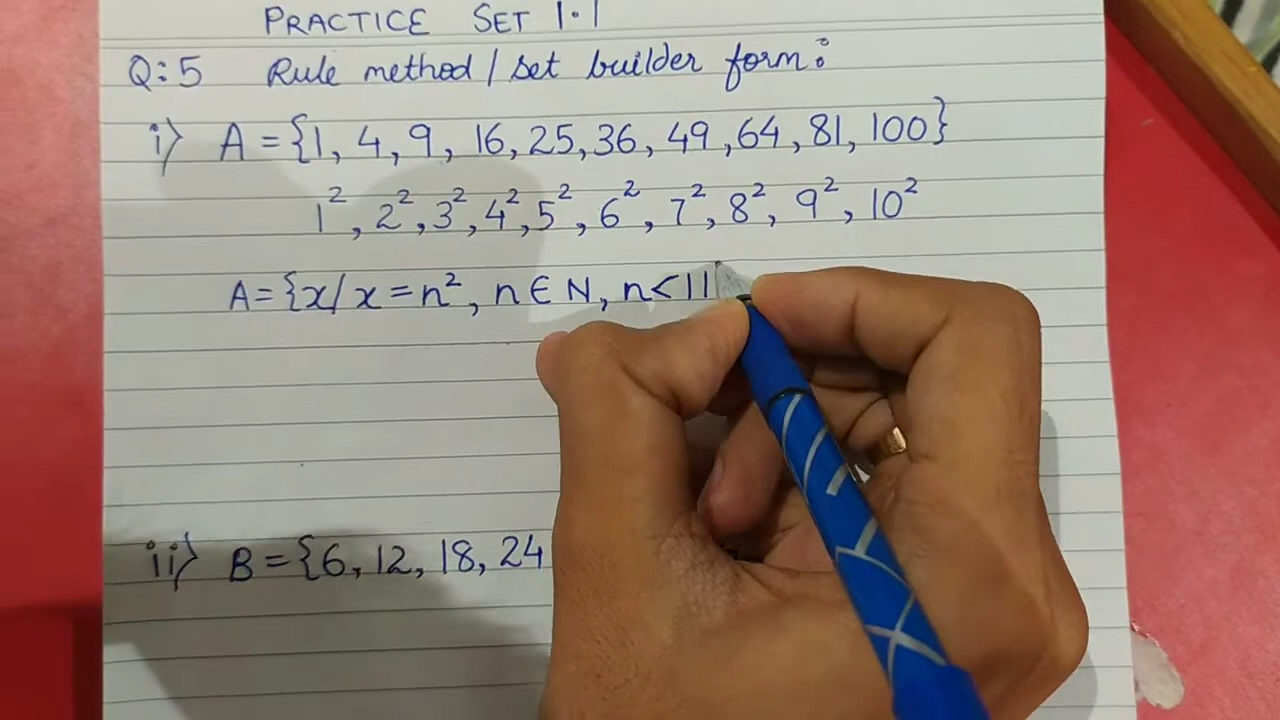 PRACTICE SET 1.1
Q:5 Rule method / set builder form:
i) A = {1, 4, 9, 16, 25, 36, 49, 64, 81, 100}
1², 2², 3², 4², 5², 6², 7², 8², 9², 10²
A = {x / x = n², n ∈ N, n < 11
ii) B = {6, 12, 18, 24